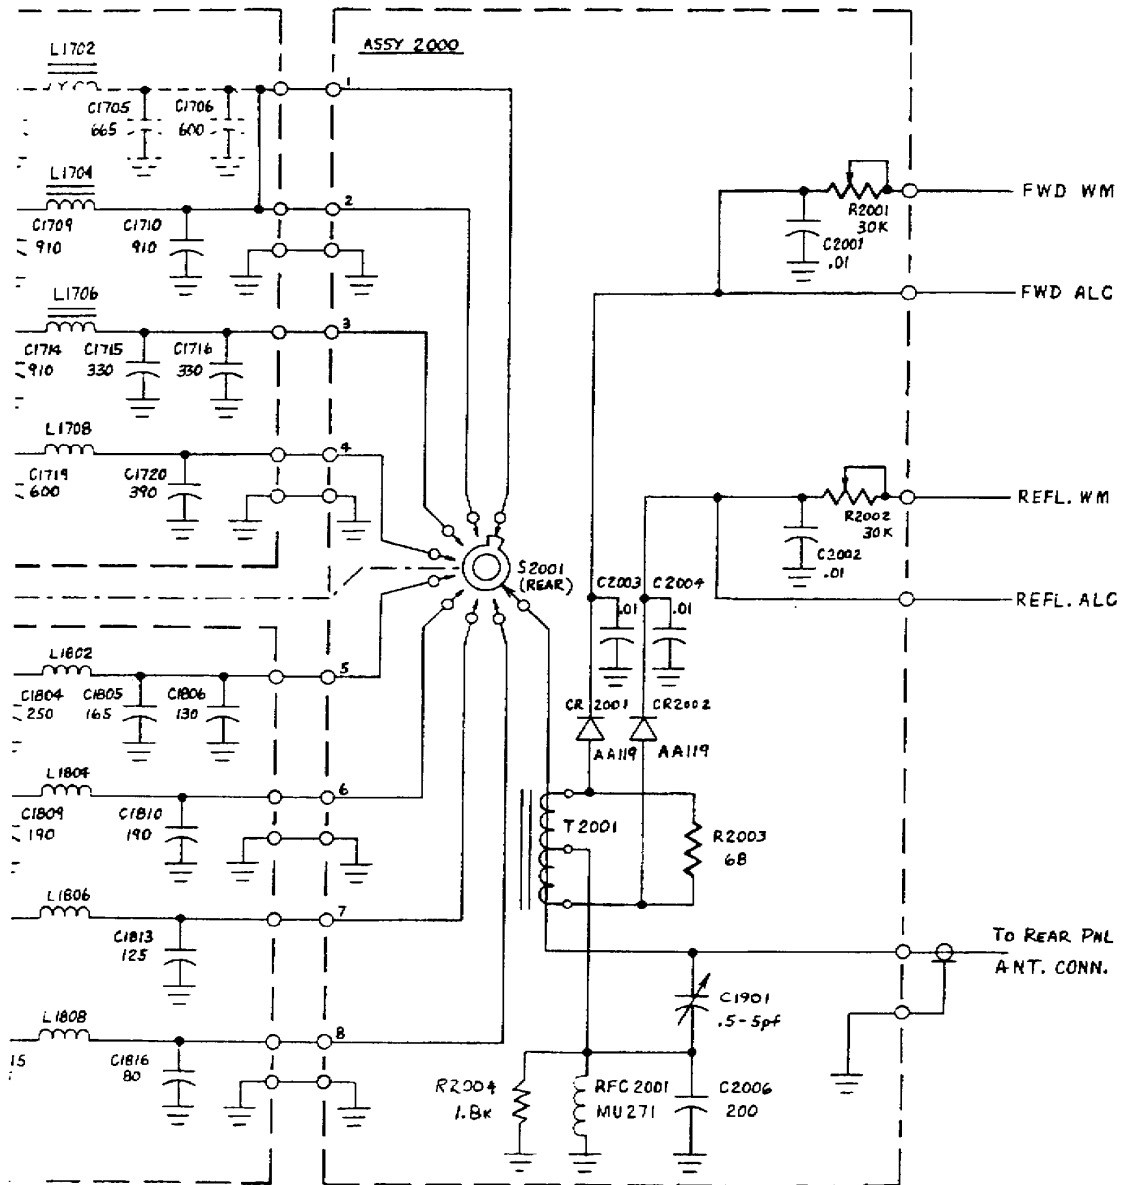 L1702
ASSY 2000
C1705
665
C1706
600
1
L1704
C1709
910
C1710
910
2
R2001
30K
FWD WM
C2001
.01
FWD ALC
L1706
C1714
910
C1715
330
C1716
330
3
L1708
C1719
600
C1720
390
4
R2002
30K
REFL. WM
C2002
.01
REFL. ALC
S2001
(REAR)
C2003
.01
C2004
.01
L1802
C1804
250
C1805
165
C1806
130
5
CR2001
AA119
CR2002
AA119
L1804
C1809
190
C1810
190
6
T2001
R2003
68
L1806
C1813
125
7
TO REAR PNL
ANT. CONN.
C1901
.5-5pf
L1808
15
C1816
80
8
R2004
1.8K
RFC2001
MU271
C2006
200